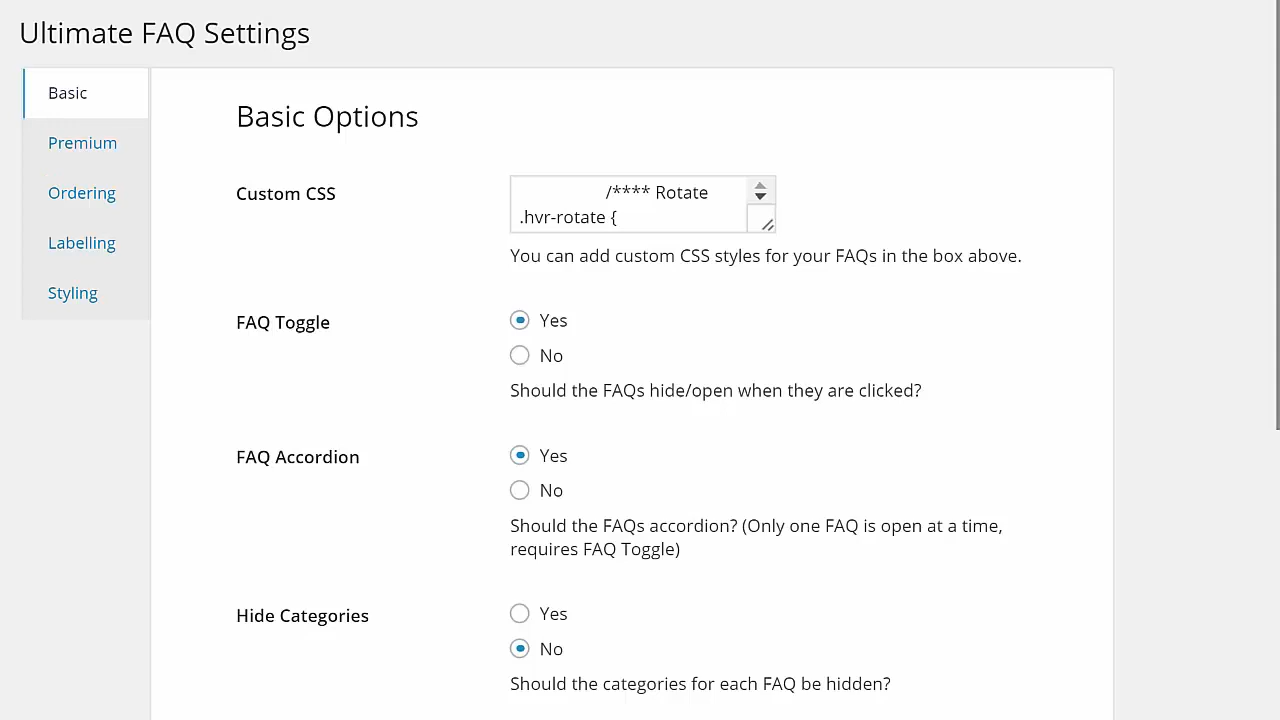 Ultimate FAQ Settings
Basic
Premium
Ordering
Labelling
Styling
Basic Options
Custom CSS
/**** Rotate
.hvr-rotate {
You can add custom CSS styles for your FAQs in the box above.
FAQ Toggle
Yes
No
Should the FAQs hide/open when they are clicked?
FAQ Accordion
Yes
No
Should the FAQs accordion? (Only one FAQ is open at a time,
requires FAQ Toggle)
Hide Categories
Yes
No
Should the categories for each FAQ be hidden?